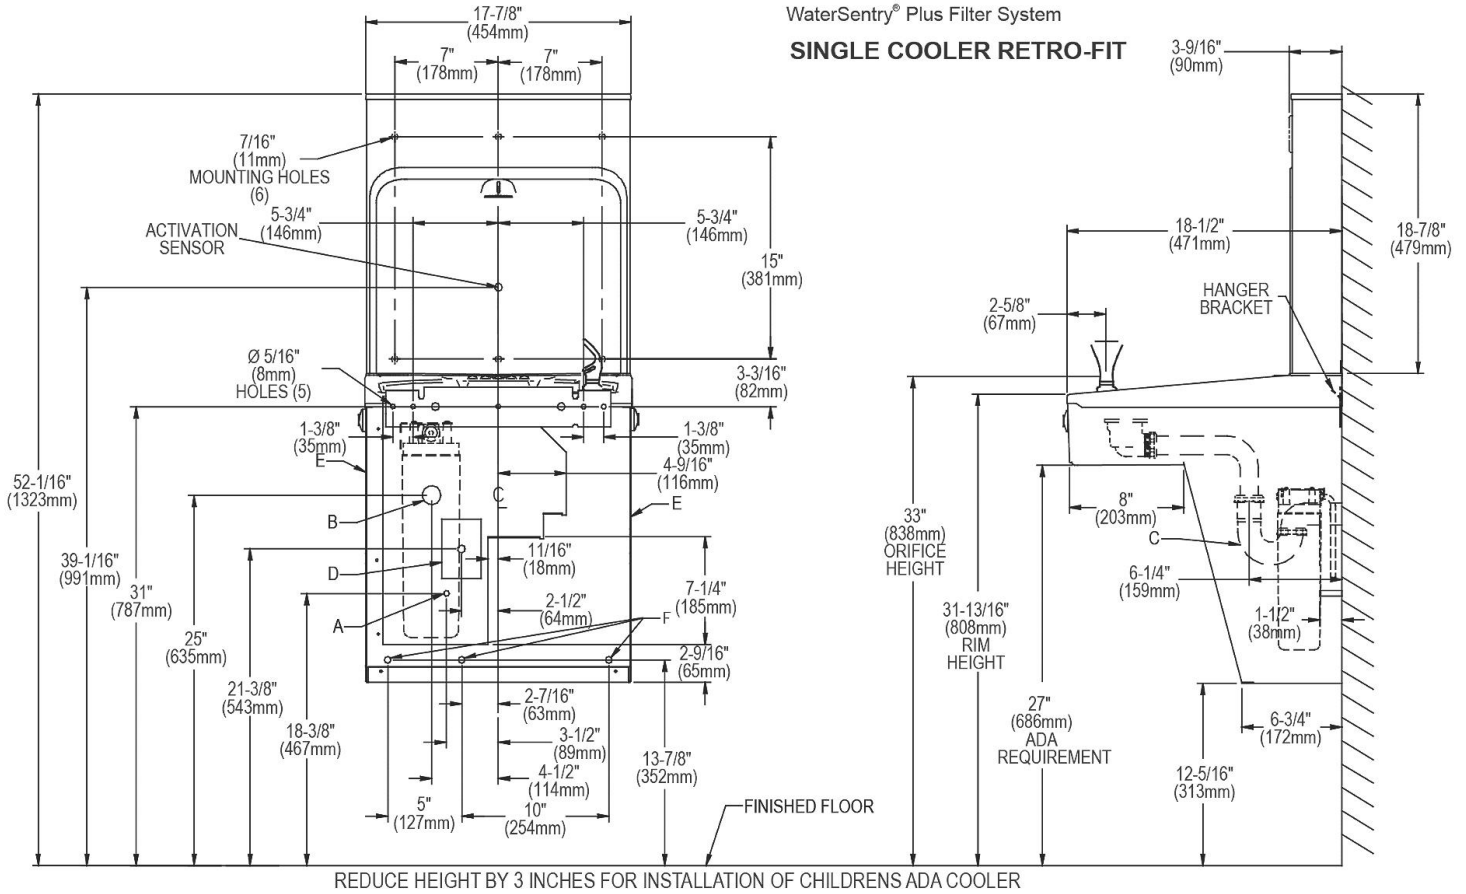 WaterSentry® Plus Filter System
SINGLE COOLER RETRO-FIT
17-7/8"
(454mm)
7"
(178mm)
7"
(178mm)
3-9/16"
(90mm)
7/16"
(11mm)
MOUNTING HOLES
(6)
5-3/4"
(146mm)
5-3/4"
(146mm)
ACTIVATION
SENSOR
15"
(381mm)
18-1/2"
(471mm)
18-7/8"
(479mm)
HANGER
BRACKET
2-5/8"
(67mm)
Ø 5/16"
(8mm)
HOLES (5)
3-3/16"
(82mm)
1-3/8"
(35mm)
1-3/8"
(35mm)
E
4-9/16"
(116mm)
52-1/16"
(1323mm)
C
E
B
8"
(203mm)
33"
(838mm)
ORIFICE
HEIGHT
C
39-1/16"
(991mm)
11/16"
(18mm)
D
6-1/4"
(159mm)
31"
(787mm)
7-1/4"
(185mm)
2-1/2"
(64mm)
F
A
31-13/16"
(808mm)
RIM
HEIGHT
1-1/2"
(38mm)
25"
(635mm)
2-9/16"
(65mm)
21-3/8"
(543mm)
2-7/16"
(63mm)
27"
(686mm)
ADA
REQUIREMENT
6-3/4"
(172mm)
18-3/8"
(467mm)
3-1/2"
(89mm)
13-7/8"
(352mm)
4-1/2"
(114mm)
12-5/16"
(313mm)
5"
(127mm)
10"
(254mm)
FINISHED FLOOR
REDUCE HEIGHT BY 3 INCHES FOR INSTALLATION OF CHILDRENS ADA COOLER